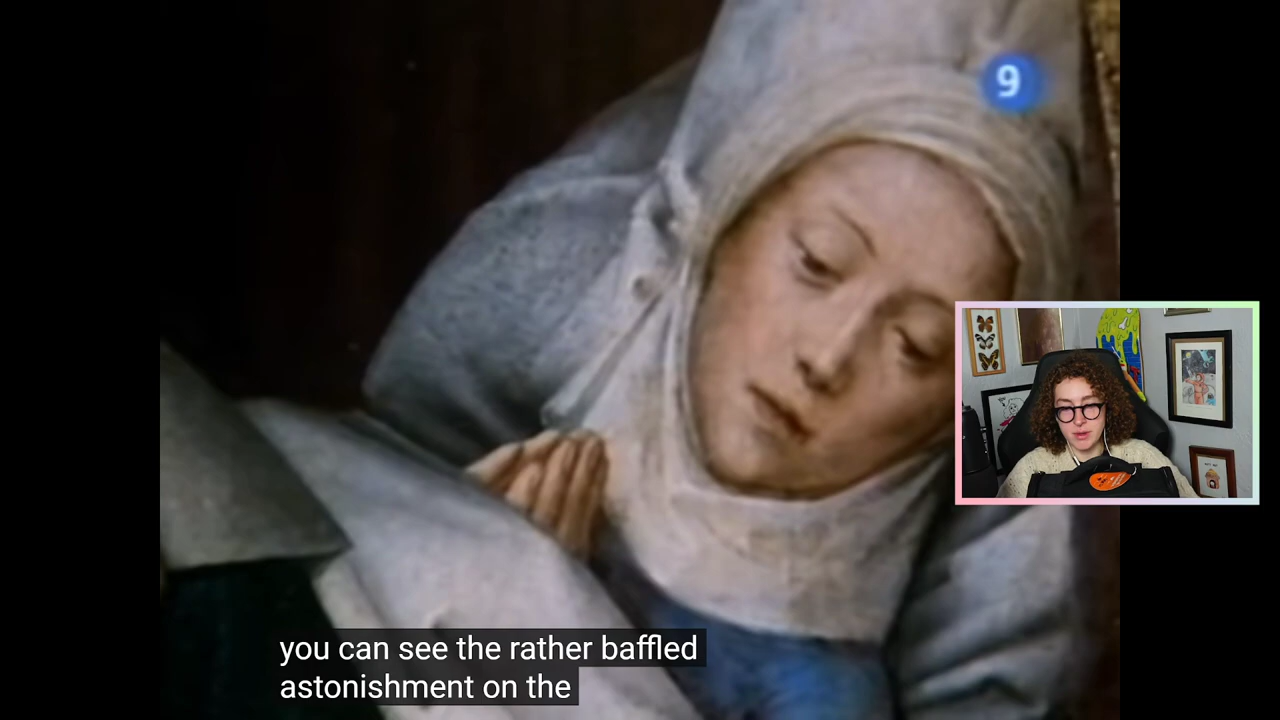 9
you can see the rather baffled
astonishment on the